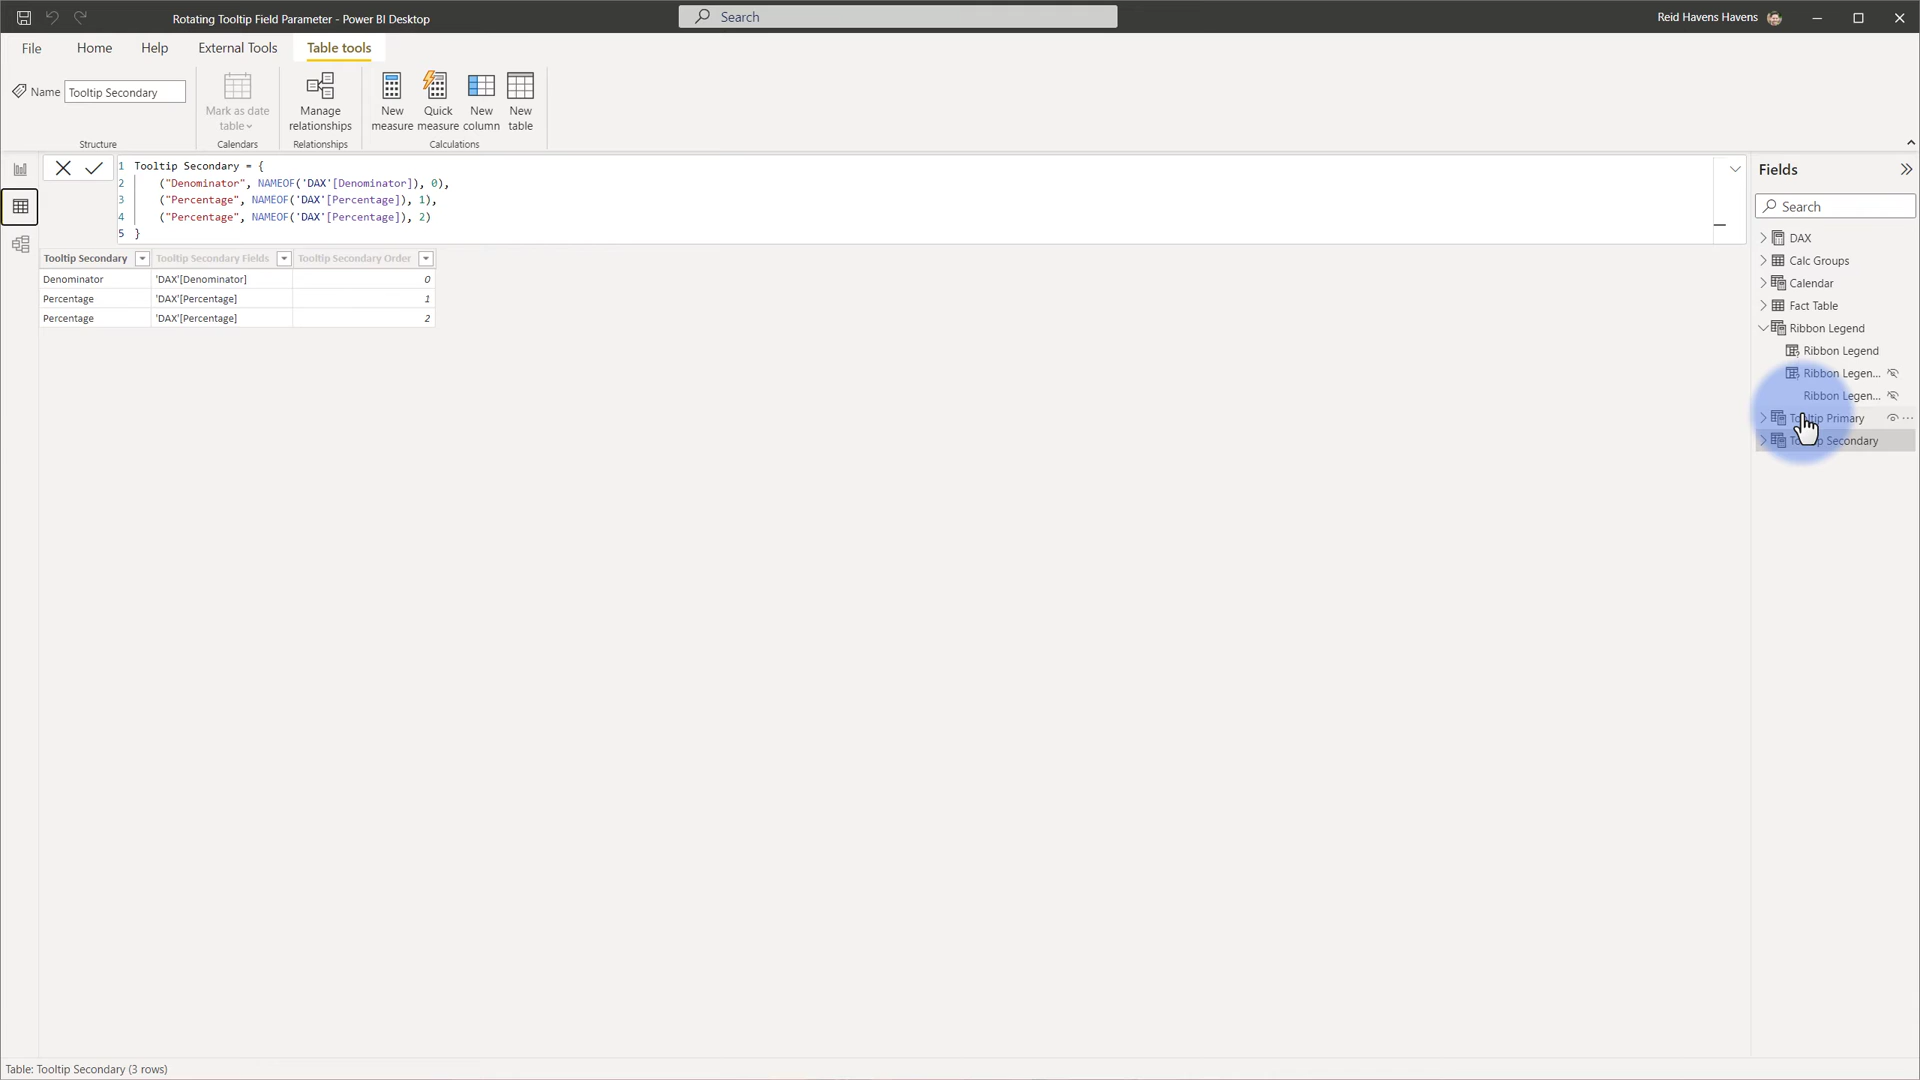 Rotating Tooltip Field Parameter - Power BI Desktop
Search
Reid Havens Havens
File
Home
Help
External Tools
Table tools
Name
Tooltip Secondary
Mark as date table
Manage relationships
New measure
Quick measure
New column
New table
Structure
Calendars
Relationships
Calculations
1 Tooltip Secondary = {
2 ("Denominator", NAMEOF('DAX'[Denominator]), 0),
3 ("Percentage", NAMEOF('DAX'[Percentage]), 1),
4 ("Percentage", NAMEOF('DAX'[Percentage]), 2)
5 }
Tooltip Secondary Tooltip Secondary Fields Tooltip Secondary Order
Denominator 'DAX'[Denominator] 0
Percentage 'DAX'[Percentage] 1
Percentage 'DAX'[Percentage] 2
Fields
Search
DAX
Calc Groups
Calendar
Fact Table
Ribbon Legend
Ribbon Legend
Ribbon Legen...
Ribbon Legen...
Tooltip Primary
Tooltip Secondary
Table: Tooltip Secondary (3 rows)